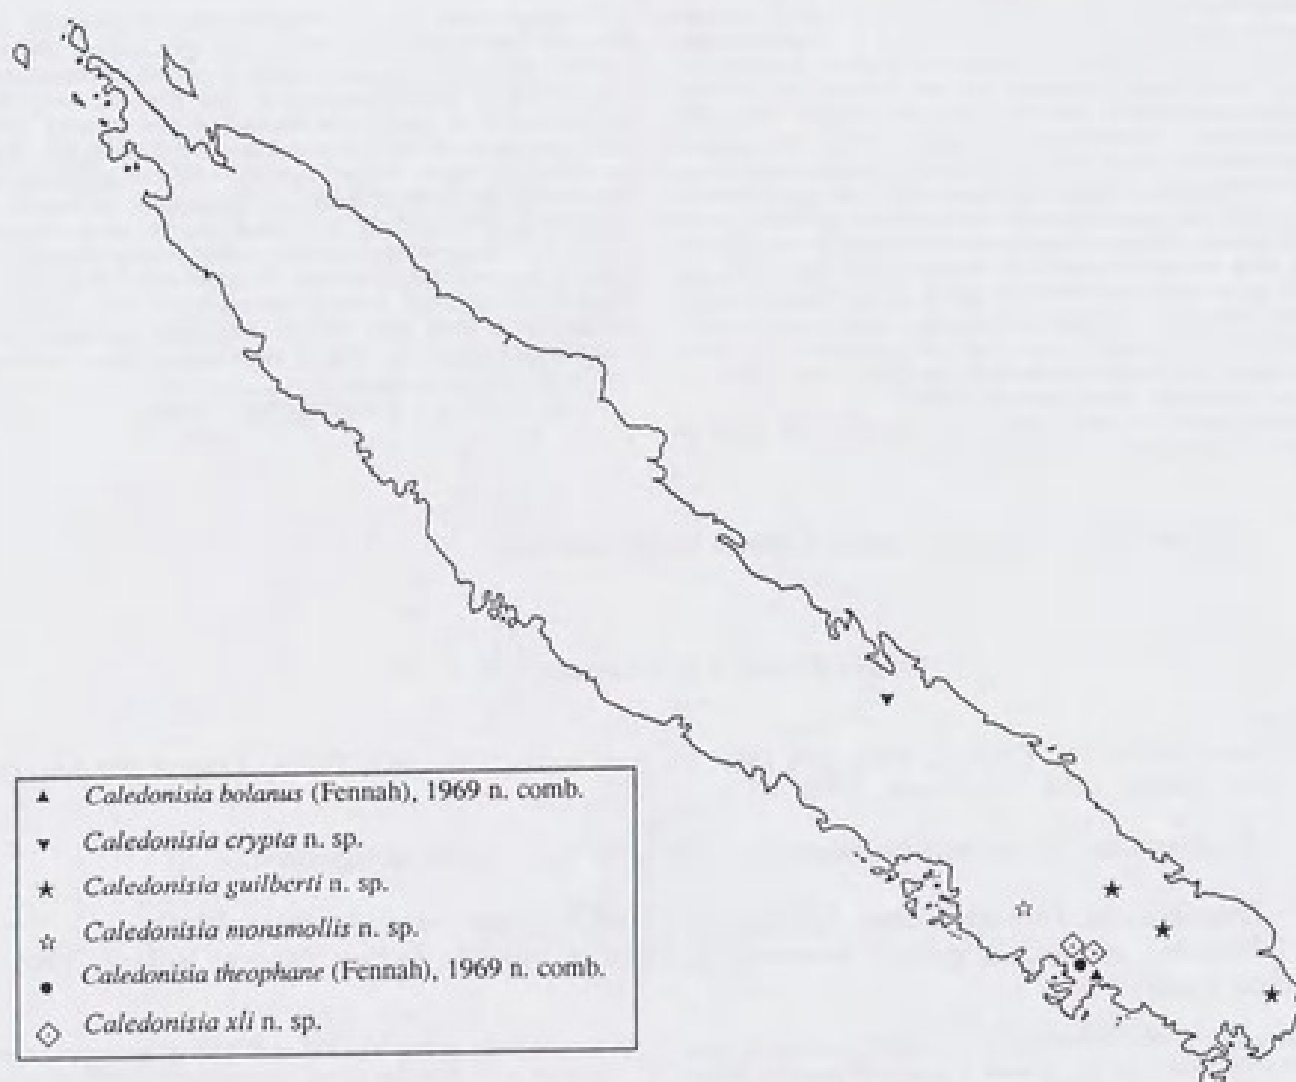 Caledonisia bolanus (Fennah), 1969 n. comb.
Caledonisia crypta n. sp.
Caledonisia guilberti n. sp.
Caledonisia monsmollis n. sp.
Caledonisia theophane (Fennah), 1969 n. comb.
Caledonisia xli n. sp.